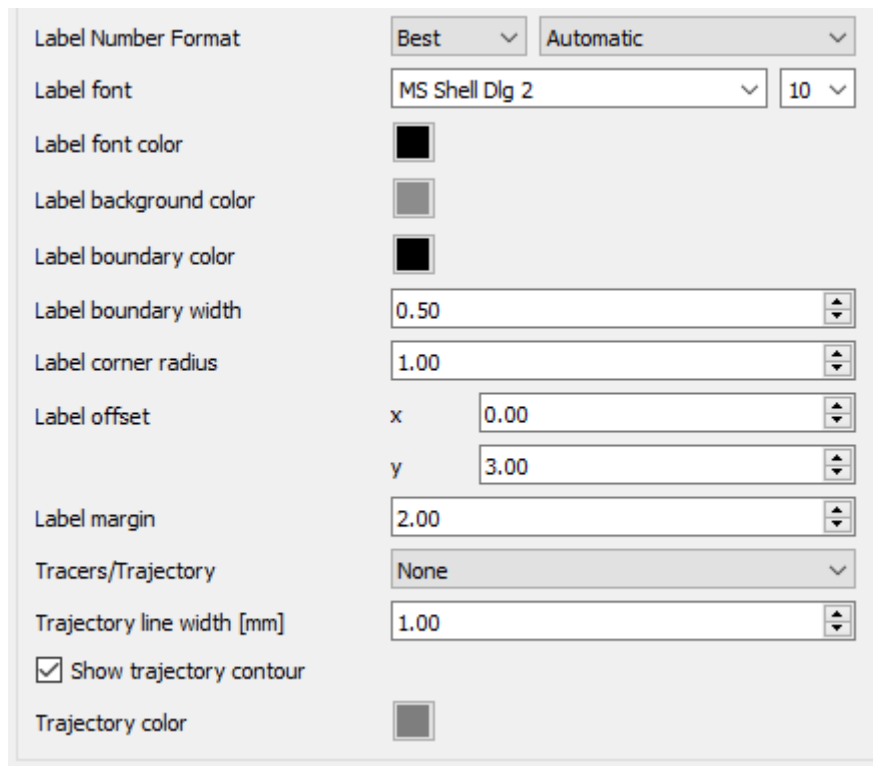 Label Number Format Best Automatic
Label font MS Shell Dlg 2 10
Label font color
Label background color
Label boundary color
Label boundary width 0.50
Label corner radius 1.00
Label offset x 0.00
y 3.00
Label margin 2.00
Tracers/Trajectory None
Trajectory line width [mm] 1.00
Show trajectory contour
Trajectory color